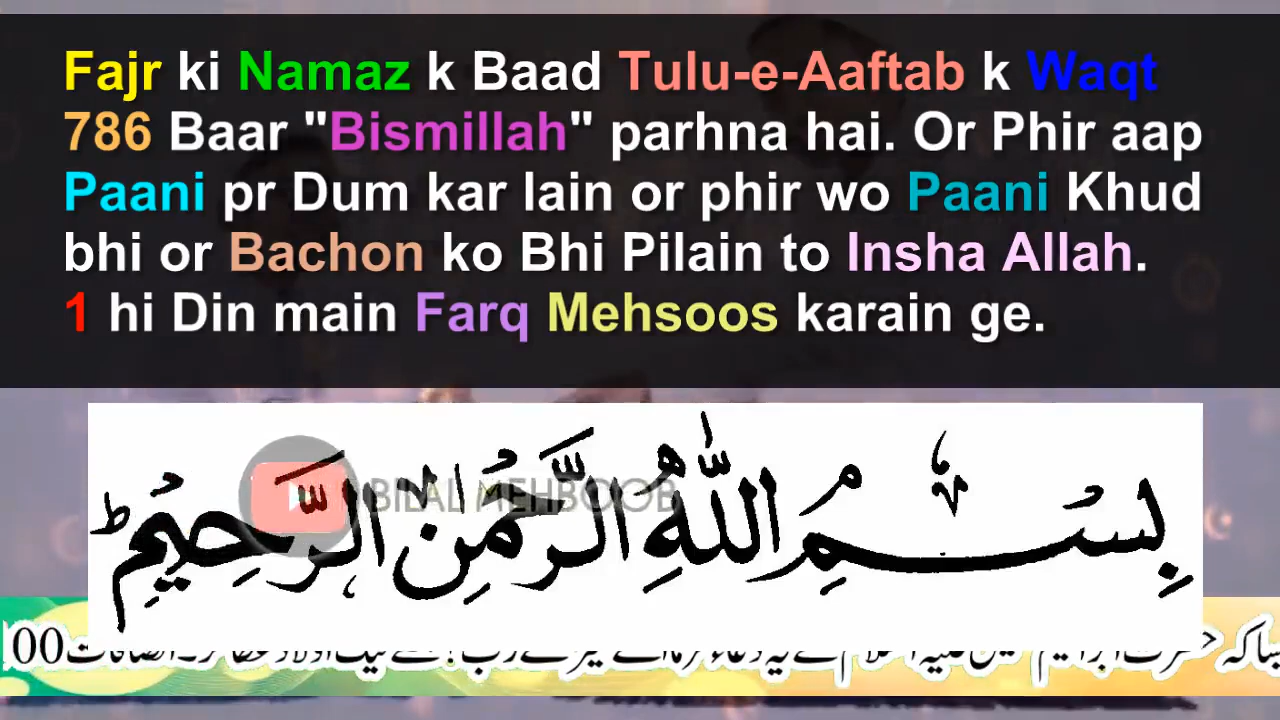 Fajr ki Namaz k Baad Tulu-e-Aaftab k Waqt
786 Baar "Bismillah" parhna hai. Or Phir aap
Paani pr Dum kar lain or phir wo Paani Khud
bhi or Bachon ko Bhi Pilain to Insha Allah.
1 hi Din main Farq Mehsoos karain ge.
بِسْمِ اللّٰهِ الرَّحْمٰنِ الرَّحِيْمِ ؕ
BILAL MEHBOOB
00